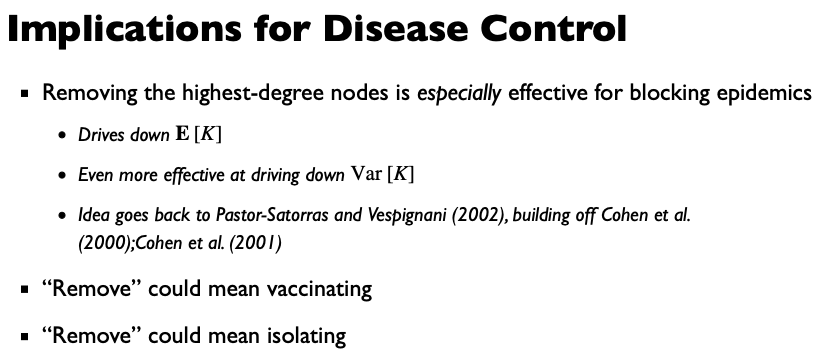 Implications for Disease Control
▪ Removing the highest-degree nodes is especially effective for blocking epidemics
• Drives down E [K]
• Even more effective at driving down Var [K]
• Idea goes back to Pastor-Satorras and Vespignani (2002), building off Cohen et al.
(2000);Cohen et al. (2001)
▪ “Remove” could mean vaccinating
▪ “Remove” could mean isolating